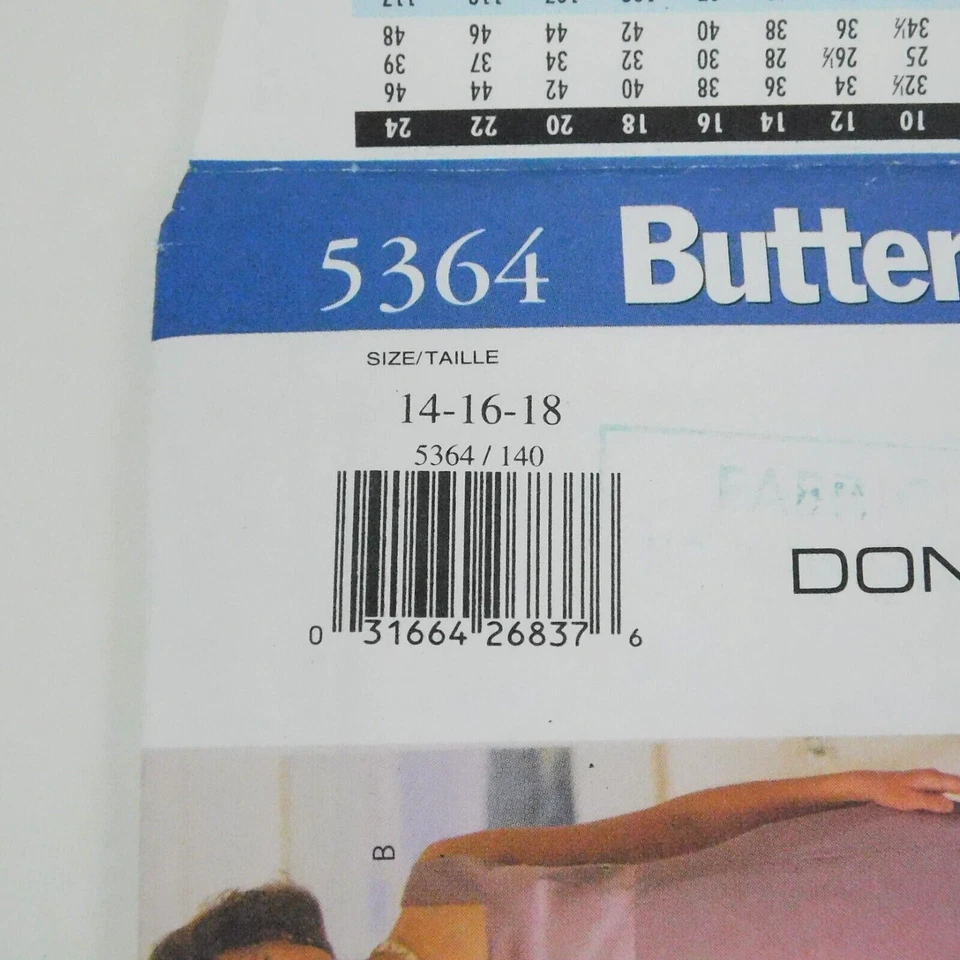 10 12 14 16 18 20 22 24
32½ 34 36 38 40 42 44 46
25 26½ 28 30 32 34 37 39
34½ 36 38 40 42 44 46 48
5364 Butter
SIZE/TAILLE
14-16-18
5364 / 140
0 31664 26837 6
DON
B